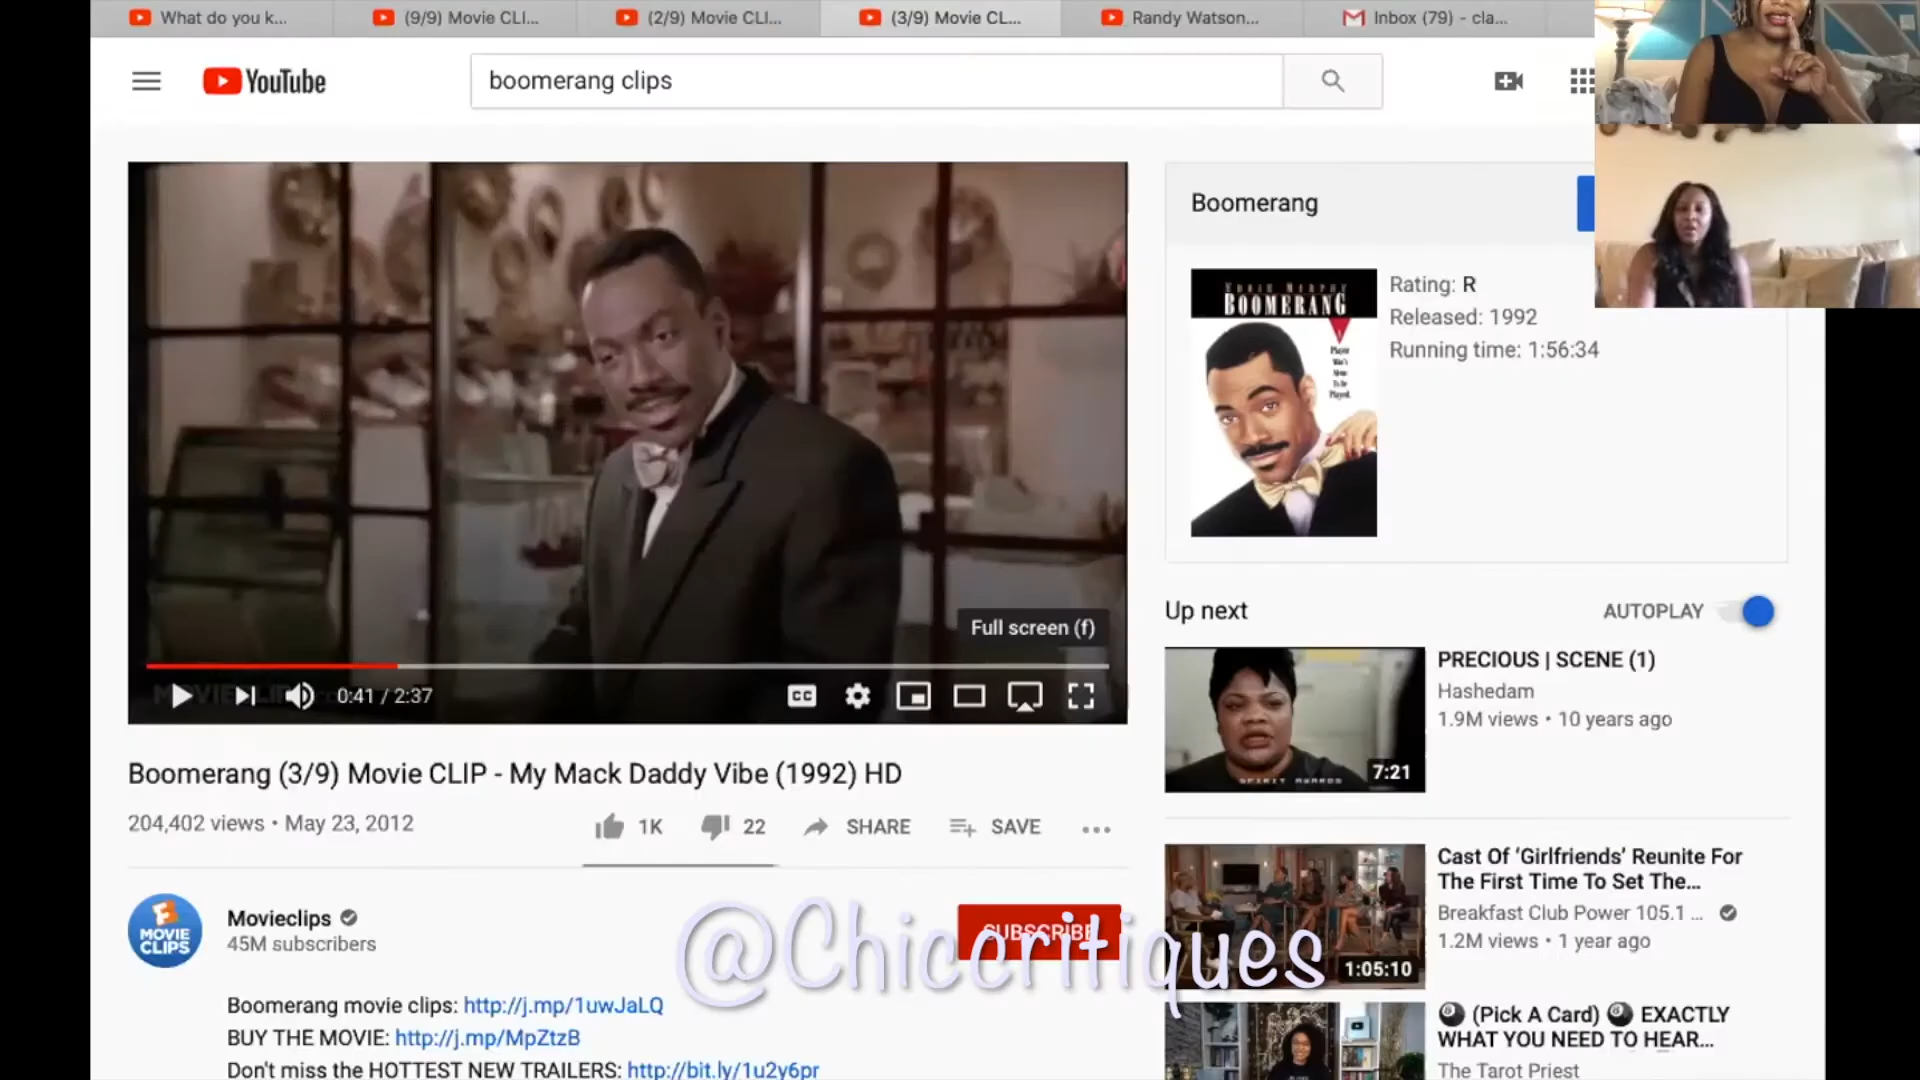 What do you k...
(9/9) Movie CLI...
(2/9) Movie CLI...
(3/9) Movie CL...
Randy Watson...
Inbox (79) - cla...
YouTube
boomerang clips
Boomerang
EDDIE MURPHY
BOOMERANG
Rating: R
Released: 1992
Running time: 1:56:34
Full screen (f)
0:41 / 2:37
CC
Up next
AUTOPLAY
PRECIOUS | SCENE (1)
Hashedam
1.9M views • 10 years ago
SPIRIT AWARDS
7:21
Boomerang (3/9) Movie CLIP - My Mack Daddy Vibe (1992) HD
204,402 views • May 23, 2012
1K
22
SHARE
SAVE
Cast Of ‘Girlfriends’ Reunite For
The First Time To Set The...
Breakfast Club Power 105.1 ...
1.2M views • 1 year ago
1:05:10
MOVIE
CLIPS
Movieclips
45M subscribers
SUBSCRIBE
@Chiccritiques
Boomerang movie clips: http://j.mp/1uwJaLQ
BUY THE MOVIE: http://j.mp/MpZtzB
Don't miss the HOTTEST NEW TRAILERS: http://bit.ly/1u2y6pr
🎱 (Pick A Card) 🎱 EXACTLY
WHAT YOU NEED TO HEAR...
The Tarot Priest